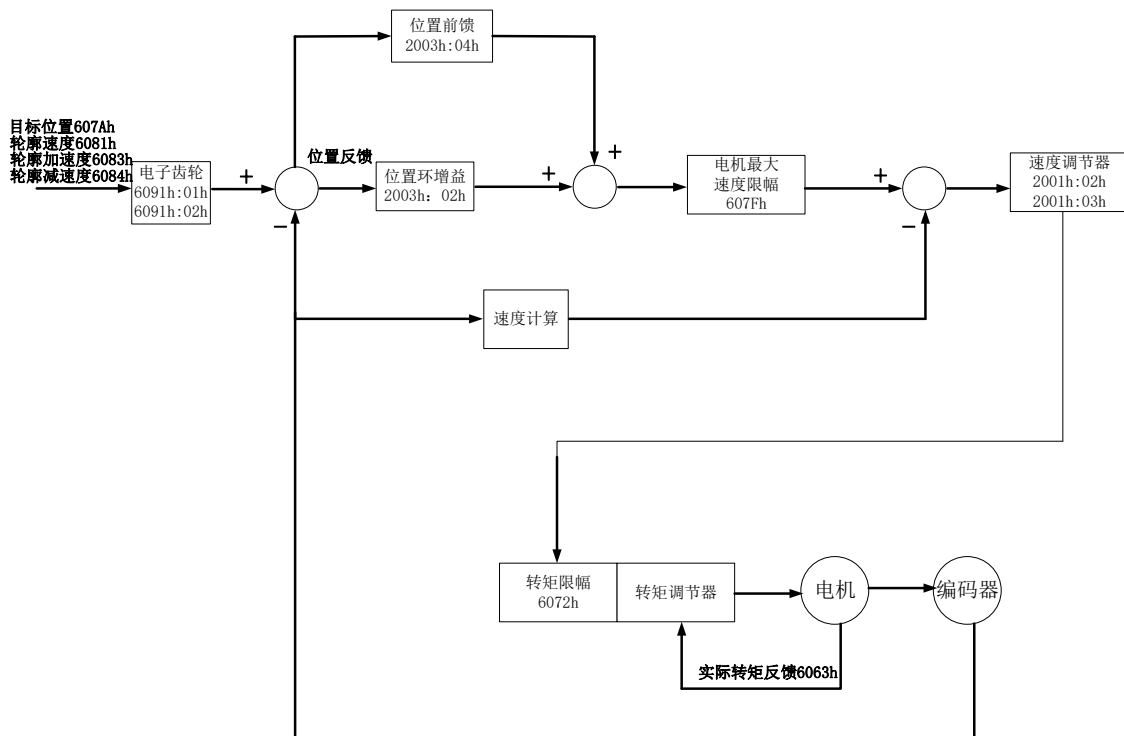 位置前馈
2003h:04h
目标位置607Ah
轮廓速度6081h
轮廓加速度6083h
轮廓减速度6084h
电子齿轮
6091h:01h
6091h:02h
+
-
位置反馈
位置环增益
2003h：02h
+
+
电机最大
速度限幅
607Fh
+
-
速度调节器
2001h:02h
2001h:03h
速度计算
转矩限幅
6072h
转矩调节器
电机
编码器
实际转矩反馈6063h